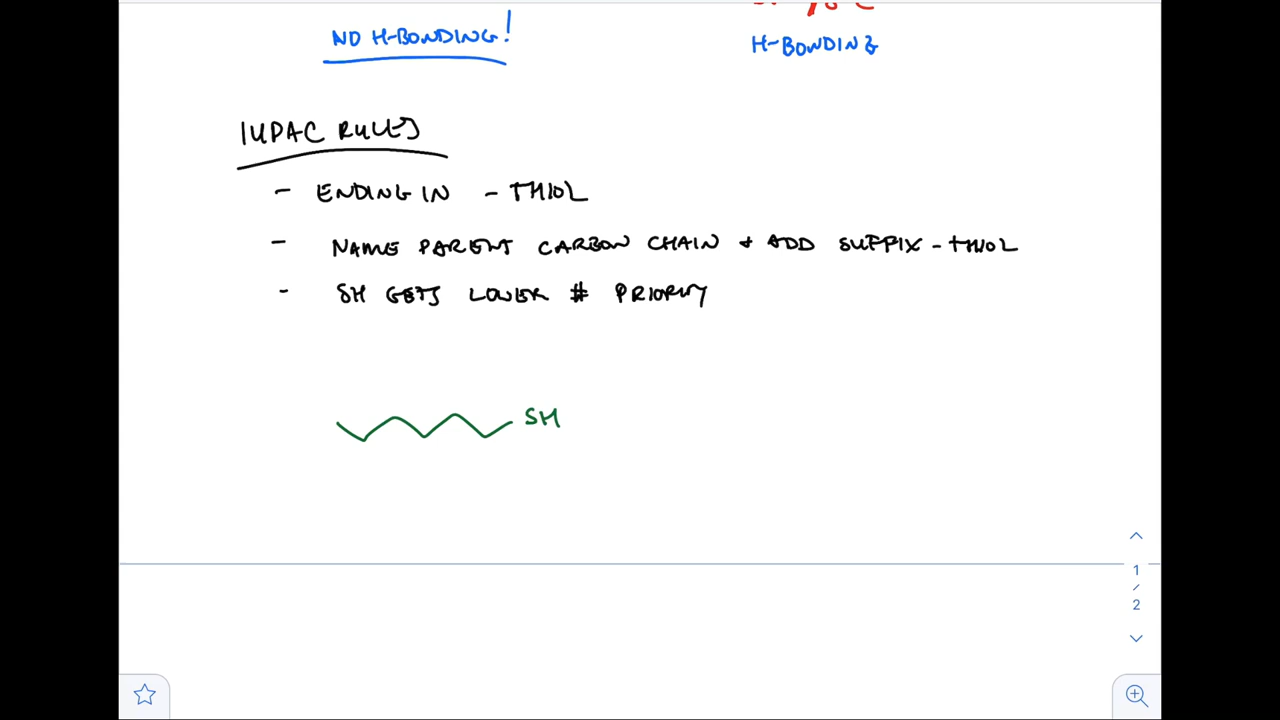 NO H-BONDING!
H-BONDING
IUPAC RULES
- ENDING IN -THIOL
- NAME PARENT CARBON CHAIN + ADD SUFFIX -THIOL
- SH GETS LOWER # PRIORITY
SH
1
/
2